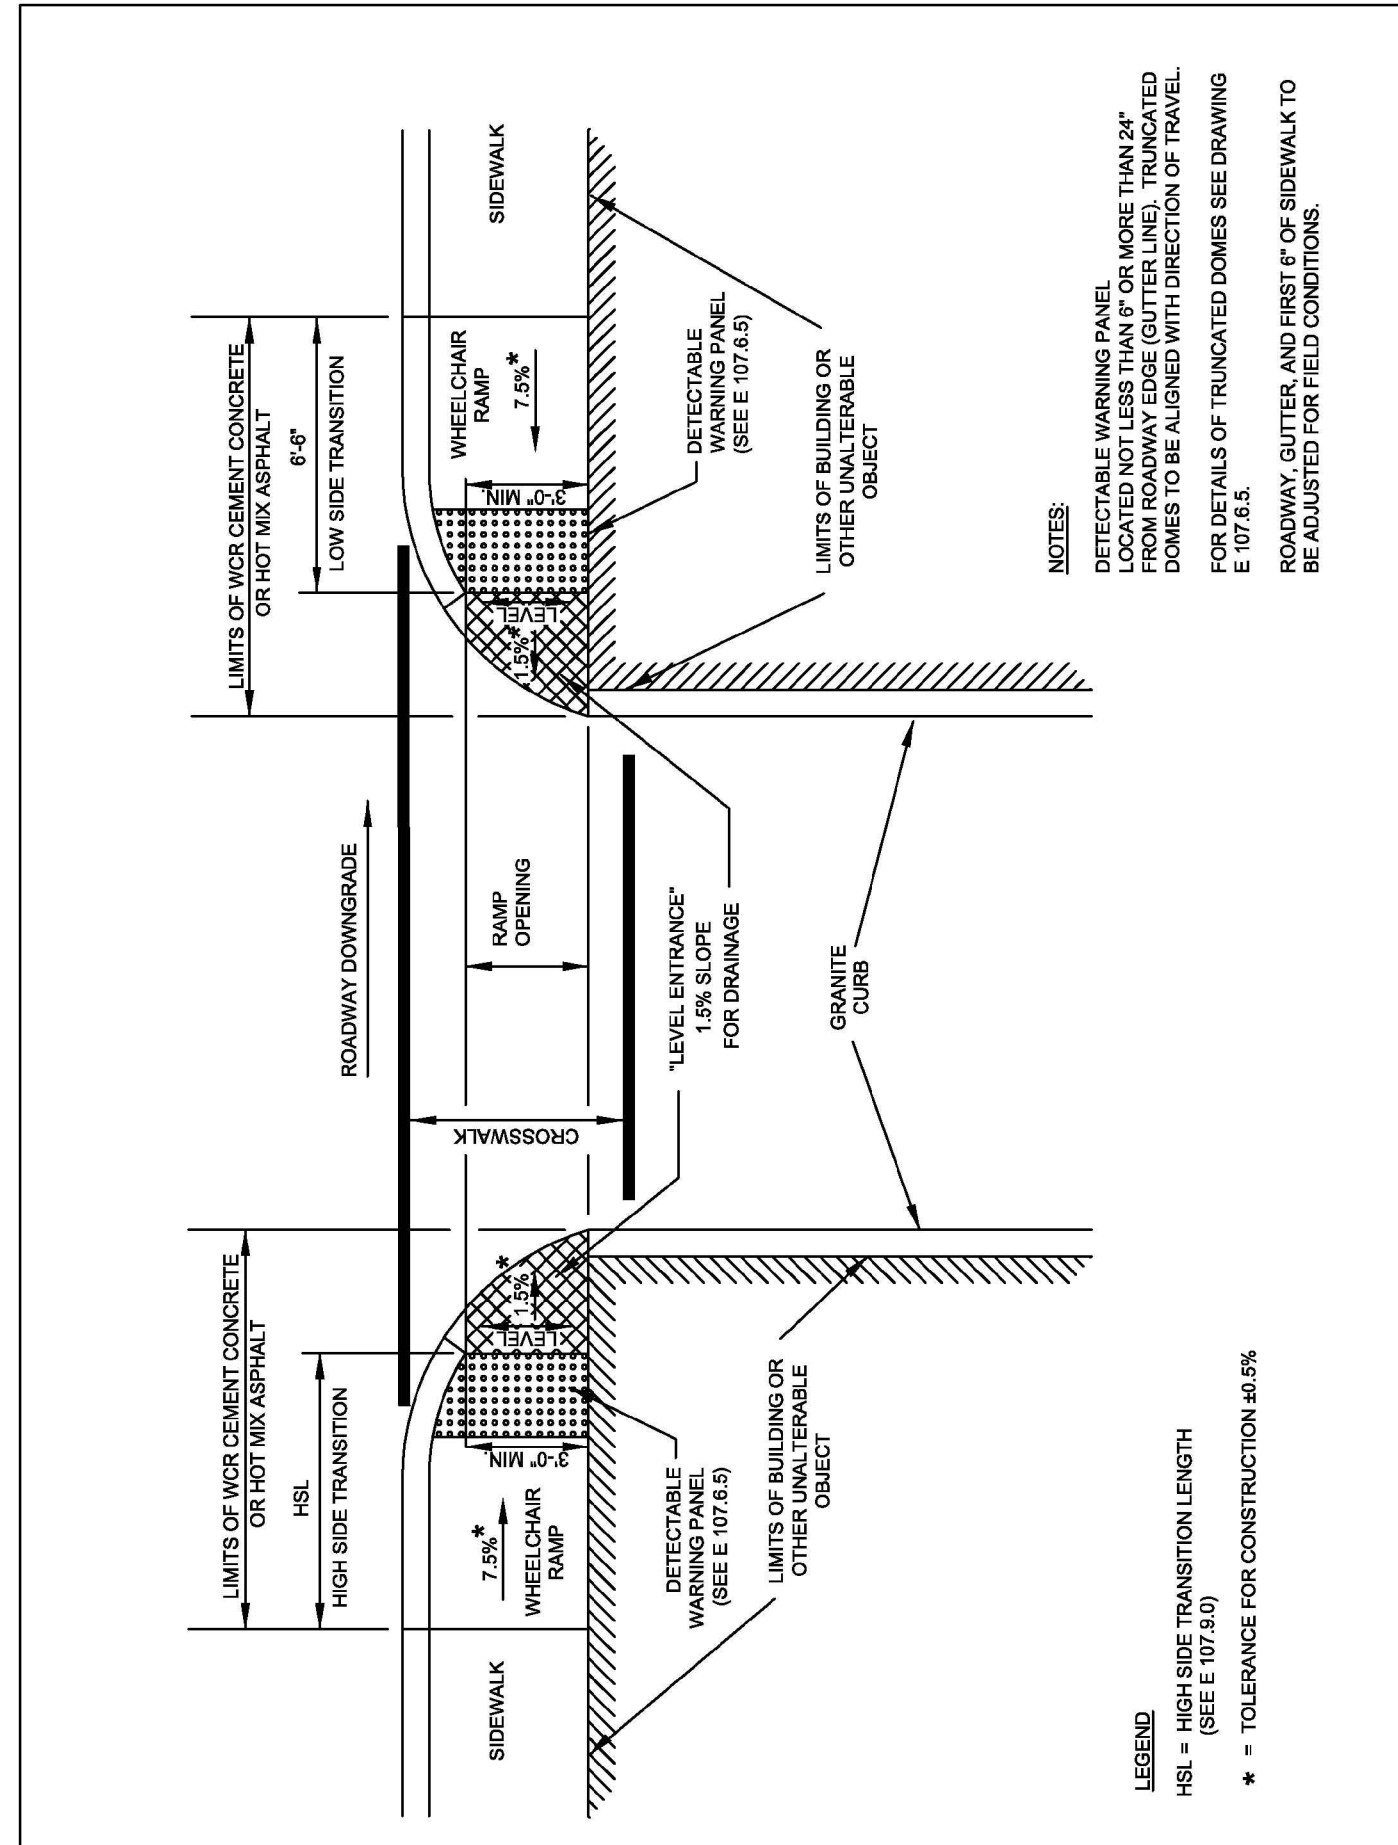 LIMITS OF WCR CEMENT CONCRETE
OR HOT MIX ASPHALT
HSL
HIGH SIDE TRANSITION
ROADWAY DOWNGRADE
LIMITS OF WCR CEMENT CONCRETE
OR HOT MIX ASPHALT
6'-6"
LOW SIDE TRANSITION
SIDEWALK
7.5%*
WHEELCHAIR
RAMP
3'-0" MIN.
LEVEL
1.5%
*
CROSSWALK
RAMP
OPENING
1.5%*
LEVEL
3'-0" MIN.
WHEELCHAIR
RAMP
7.5%*
SIDEWALK
DETECTABLE
WARNING PANEL
(SEE E 107.6.5)
"LEVEL ENTRANCE"
1.5% SLOPE
FOR DRAINAGE
DETECTABLE
WARNING PANEL
(SEE E 107.6.5)
LIMITS OF BUILDING OR
OTHER UNALTERABLE
OBJECT
GRANITE
CURB
LIMITS OF BUILDING OR
OTHER UNALTERABLE
OBJECT
LEGEND
HSL = HIGH SIDE TRANSITION LENGTH
(SEE E 107.9.0)
* = TOLERANCE FOR CONSTRUCTION ±0.5%
NOTES:
DETECTABLE WARNING PANEL
LOCATED NOT LESS THAN 6" OR MORE THAN 24"
FROM ROADWAY EDGE (GUTTER LINE). TRUNCATED
DOMES TO BE ALIGNED WITH DIRECTION OF TRAVEL.
FOR DETAILS OF TRUNCATED DOMES SEE DRAWING
E 107.6.5.
ROADWAY, GUTTER, AND FIRST 6" OF SIDEWALK TO
BE ADJUSTED FOR FIELD CONDITIONS.